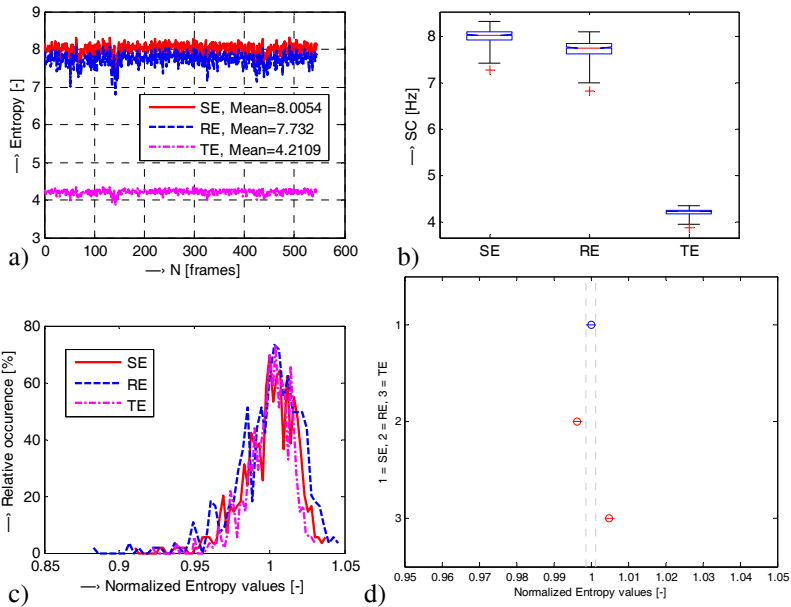 9
8
7
6
5
4
3
→ Entropy [-]
SE, Mean=8.0054
RE, Mean=7.732
TE, Mean=4.2109
0 100 200 300 400 500 600
→ N [frames]
a)
8
7
6
5
4
→ SC [Hz]
SE RE TE
b)
80
60
40
20
0
→ Relative occurence [%]
SE
RE
TE
0.85 0.9 0.95 1 1.05
→ Normalized Entropy values [-]
c)
1
2
3
1 = SE, 2 = RE, 3 = TE
0.95 0.96 0.97 0.98 0.99 1 1.01 1.02 1.03 1.04 1.05
Normalized Entropy values [-]
d)